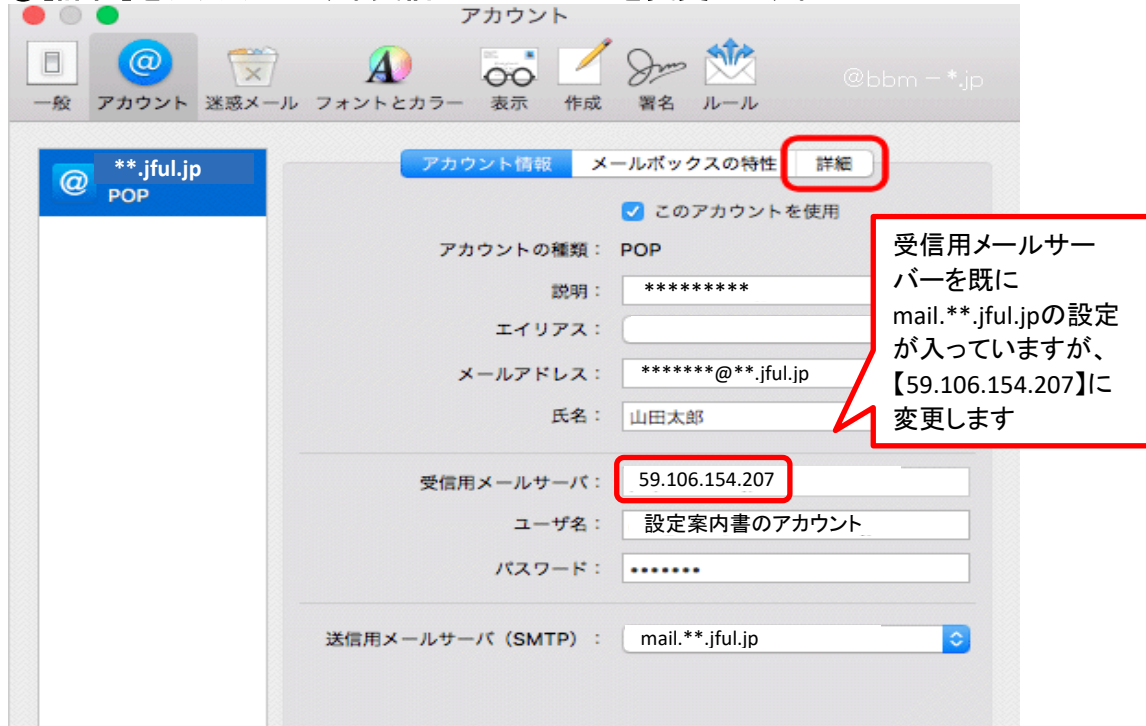 アカウント
一般 アカウント 迷惑メール フォントとカラー 表示 作成 署名 ルール
@bbm－*.jp
**.jful.jp
POP
アカウント情報 メールボックスの特性 詳細
このアカウントを使用
アカウントの種類： POP
説明： *********
エイリアス：
メールアドレス： *******@**.jful.jp
氏名： 山田太郎
受信用メールサー
バーを既に
mail.**.jful.jpの設定
が入っていますが、
【59.106.154.207】に
変更します
受信用メールサーバ： 59.106.154.207
ユーザ名： 設定案内書のアカウント
パスワード： •••••••
送信用メールサーバ（SMTP）： mail.**.jful.jp